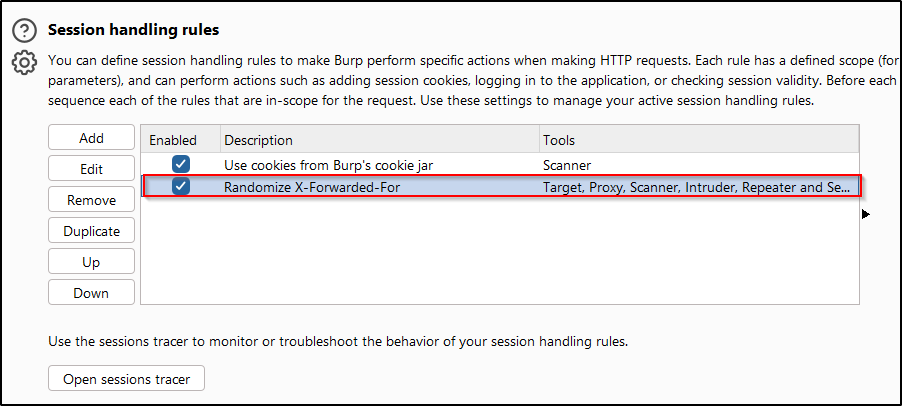 Session handling rules
You can define session handling rules to make Burp perform specific actions when making HTTP requests. Each rule has a defined scope (for
parameters), and can perform actions such as adding session cookies, logging in to the application, or checking session validity. Before each
sequence each of the rules that are in-scope for the request. Use these settings to manage your active session handling rules.
Add
Enabled Description Tools
Edit
Use cookies from Burp's cookie jar Scanner
Remove
Randomize X-Forwarded-For Target, Proxy, Scanner, Intruder, Repeater and Se...
Duplicate
Up
Down
Use the sessions tracer to monitor or troubleshoot the behavior of your session handling rules.
Open sessions tracer